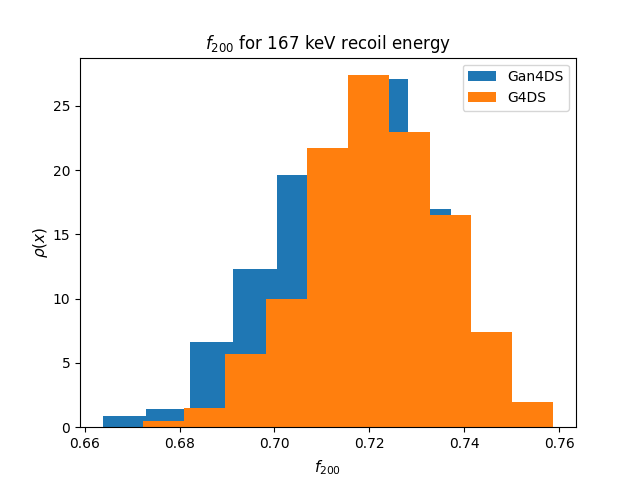 f₂₀₀ for 167 keV recoil energy
Gan4DS
G4DS
ρ(x)
25
20
15
10
5
0
0.66 0.68 0.70 0.72 0.74 0.76
f₂₀₀